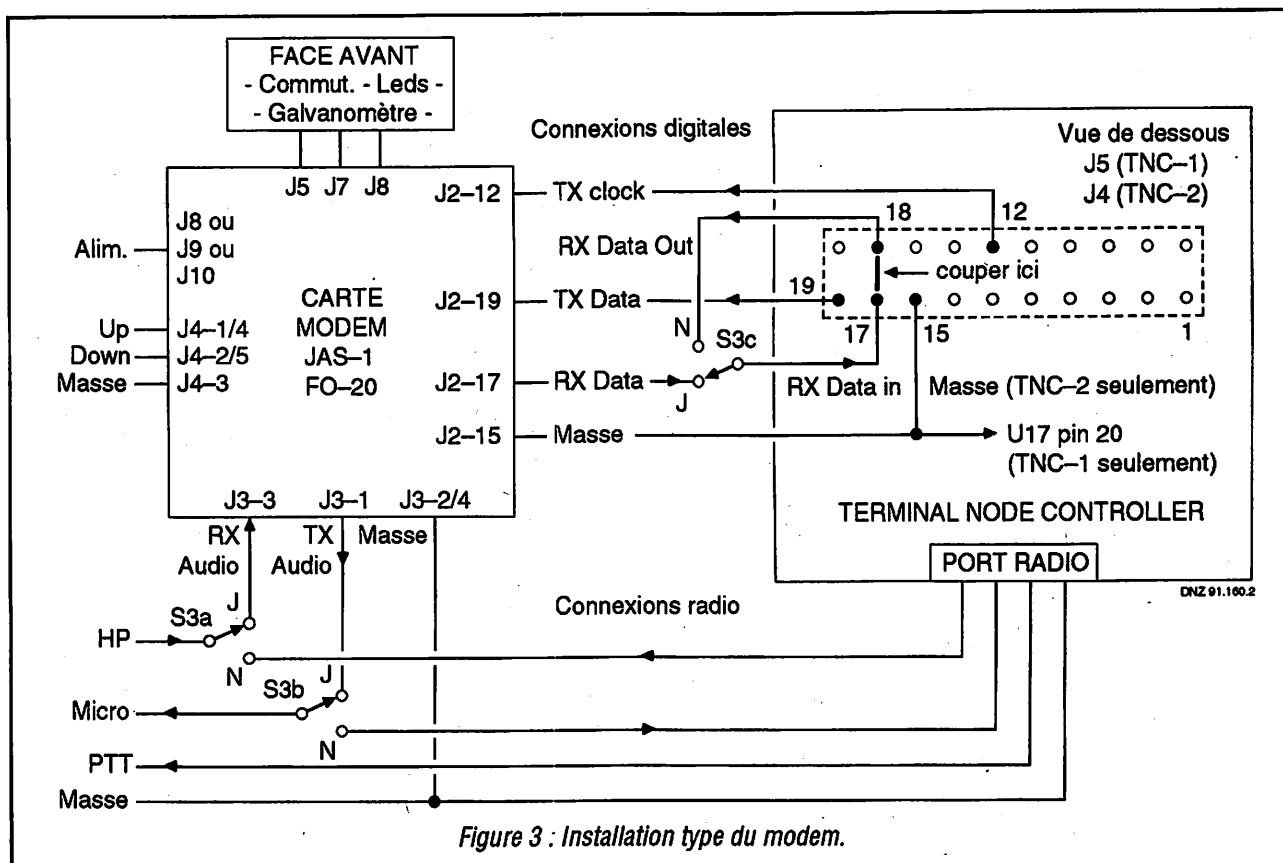 FACE AVANT
- Commut. - Leds -
- Galvanomètre -
Connexions digitales
Vue de dessous
J5 (TNC–1)
J4 (TNC–2)
J5 J7 J8
J2–12
TX clock
18
12
J8 ou
J9 ou
J10
Alim.
RX Data Out
couper ici
CARTE
MODEM
JAS–1
FO–20
J2–19
TX Data
19
17
15
1
Up
J4–1/4
Down
J4–2/5
Masse
J4–3
N
S3c
J2–17
RX Data
J
RX Data in
Masse (TNC–2 seulement)
J2–15
Masse
U17 pin 20
(TNC–1 seulement)
J3–3
J3–1
J3–2/4
TERMINAL NODE CONTROLLER
RX
Audio
TX
Audio
Masse
PORT RADIO
DNZ 91.160.2
Connexions radio
J
S3a
HP
N
J
S3b
Micro
N
PTT
Masse
Figure 3 : Installation type du modem.